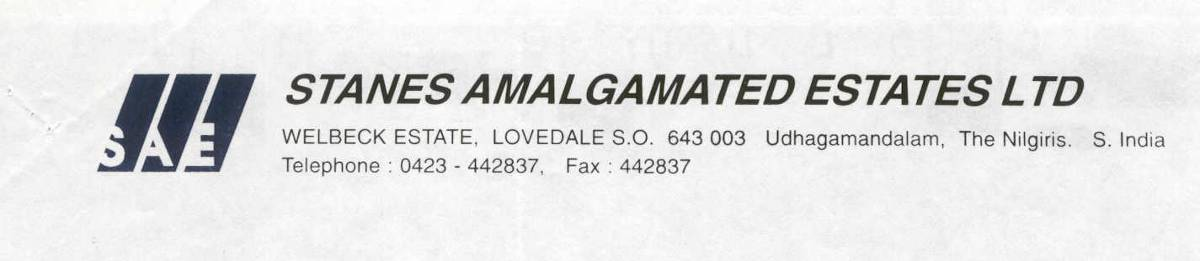 SAE
STANES AMALGAMATED ESTATES LTD
WELBECK ESTATE, LOVEDALE S.O. 643 003 Udhagamandalam, The Nilgiris. S. India
Telephone : 0423 - 442837, Fax : 442837